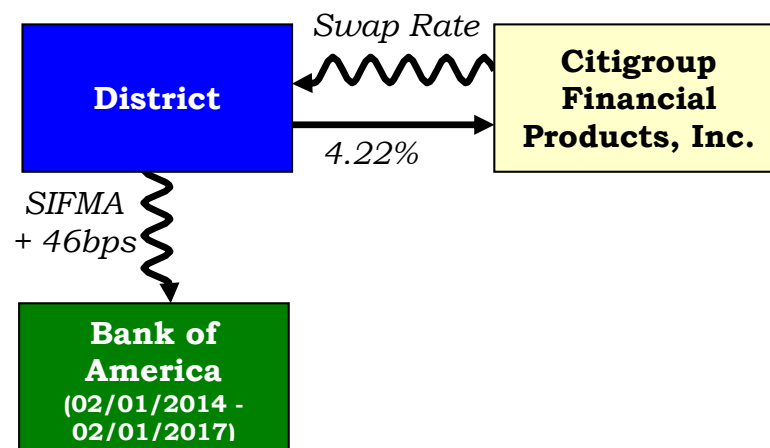 Swap Rate
District
Citigroup
Financial
Products, Inc.
4.22%
SIFMA
+ 46bps
Bank of
America
(02/01/2014 -
02/01/2017)